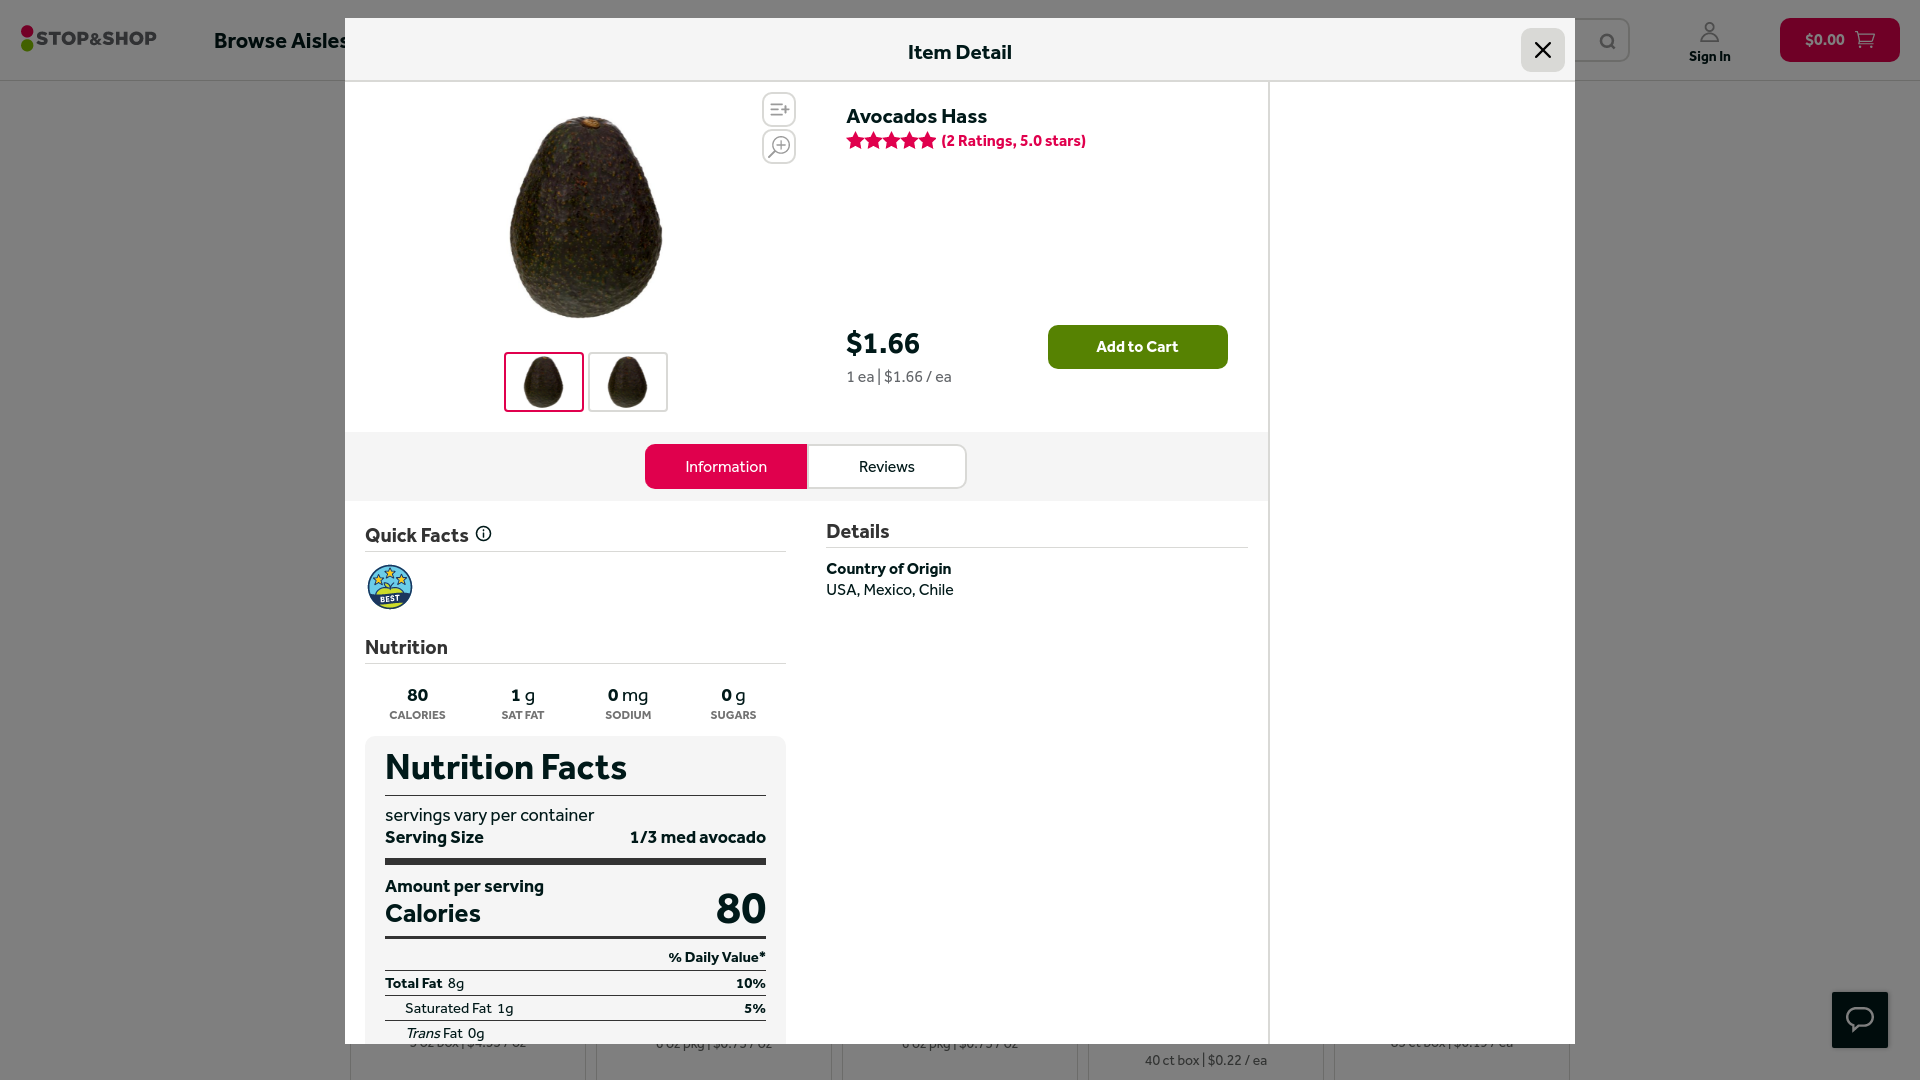 STOP&SHOP
Browse Aisles
Item Detail
Sign In
$0.00
Avocados Hass
(2 Ratings, 5.0 stars)
$1.66
1 ea | $1.66 / ea
Add to Cart
Information
Reviews
Quick Facts
BEST
Details
Country of Origin
USA, Mexico, Chile
Nutrition
80
CALORIES
1 g
SAT FAT
0 mg
SODIUM
0 g
SUGARS
Nutrition Facts
servings vary per container
Serving Size 1/3 med avocado
Amount per serving
Calories 80
% Daily Value*
Total Fat 8g 10%
Saturated Fat 1g 5%
Trans Fat 0g
40 ct box | $0.22 / ea